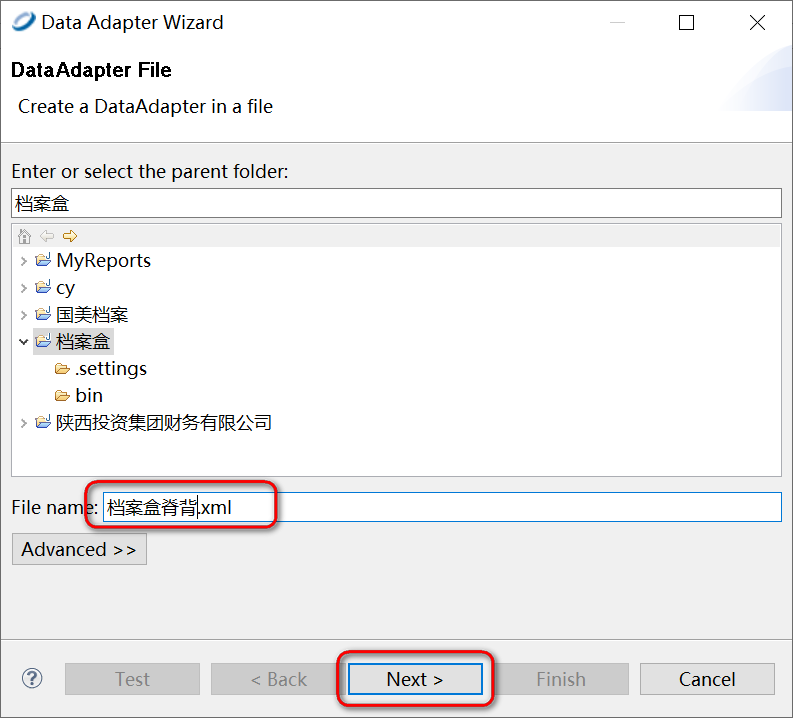 Data Adapter Wizard
DataAdapter File
Create a DataAdapter in a file
Enter or select the parent folder:
档案盒
MyReports
cy
国美档案
档案盒
.settings
bin
陕西投资集团财务有限公司
File name: 档案盒脊背.xml
Advanced >>
? Test < Back Next > Finish Cancel